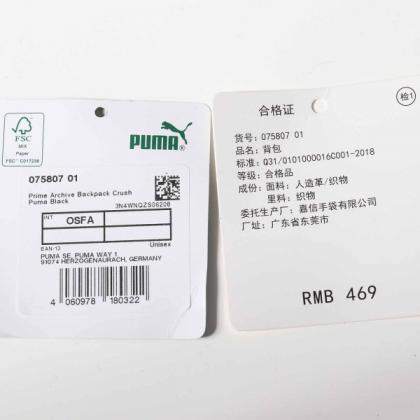 FSC
MIX
Paper
FSC™ C017236
PUMA
075807 01
Prime Archive Backpack Crush
Puma Black
3N4WNQZS06208
INT
OSFA
EAN-13
Unisex
PUMA SE, PUMA WAY 1
91074 HERZOGENAURACH, GERMANY
4 060978 180322
检1
合格证
货号: 075807 01
品名: 背包
标准: Q31/0101000016C001-2018
等级: 合格品
成份: 面料: 人造革/织物
里料: 织物
委托生产厂: 嘉信手袋有限公司
厂址: 广东省东莞市
RMB 469